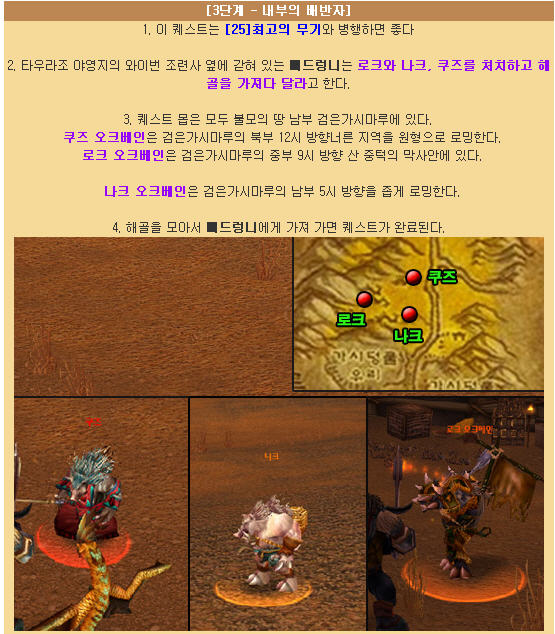 [3단계 - 내부의 배반자]
1. 이 퀘스트는 [25]최고의 무기와 병행하면 좋다
2. 타우라조 야영지의 와이번 조련사 옆에 갇혀 있는 드렁니는 로크와 나크, 쿠즈를 처치하고 해
골을 가져다 달라고 한다.
3. 퀘스트 몹은 모두 불모의 땅 남부 검은가시마루에 있다.
쿠즈 오크베인은 검은가시마루의 북부 12시 방향너른 지역을 원형으로 로밍한다.
로크 오크베인은 검은가시마루의 중부 9시 방향 산 중턱의 막사안에 있다.
나크 오크베인은 검은가시마루의 남부 5시 방향을 좁게 로밍한다.
4. 해골을 모아서 드렁니에게 가져 가면 퀘스트가 완료된다.
쿠즈
로크
나크
가시덩굴
우리
쿠즈
나크
로크 오크베인